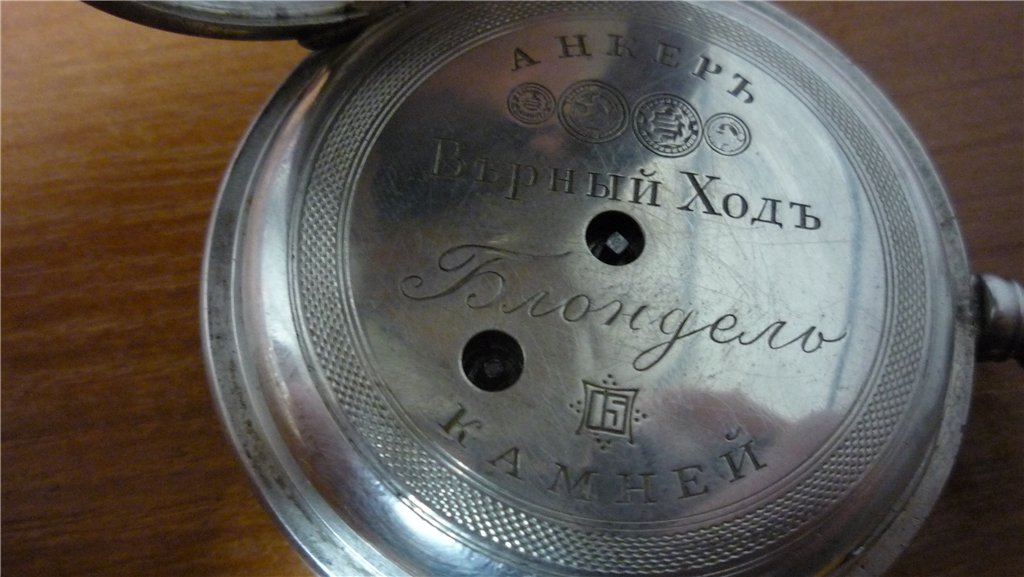 АНКЕРЪ
Вѣрный Ходъ
Блондель
15
КАМНЕЙ